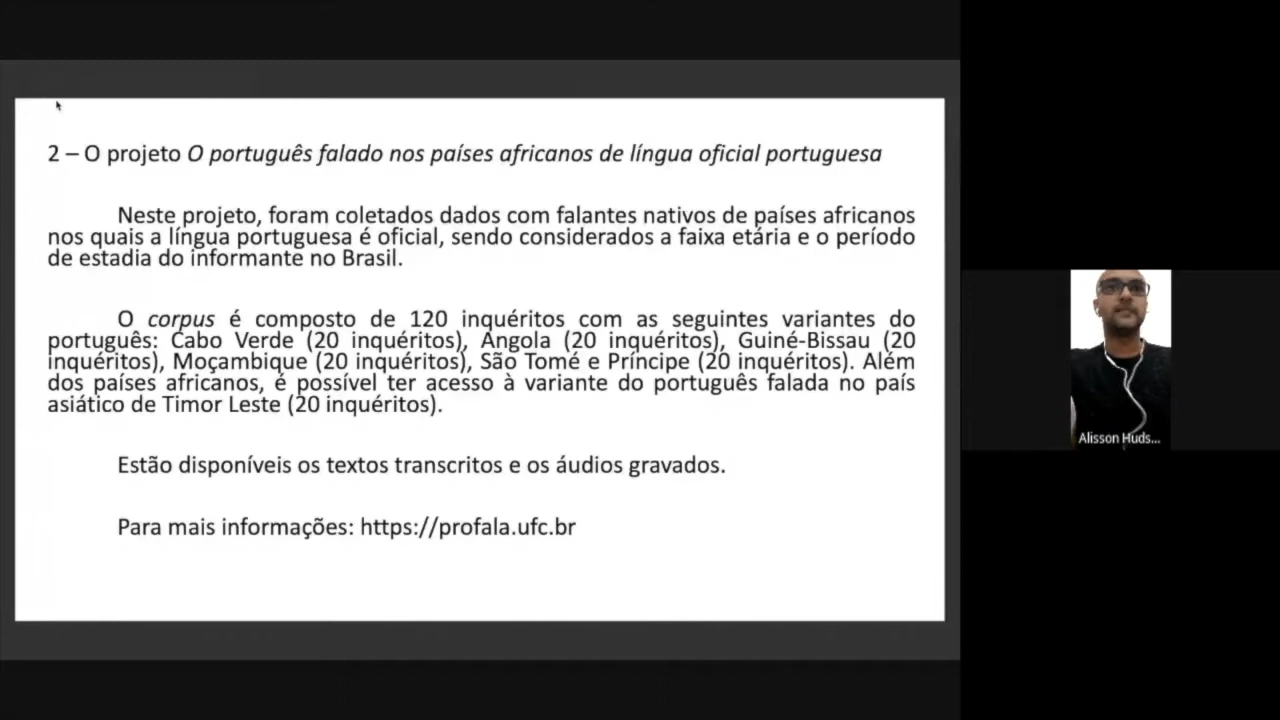 2 – O projeto O português falado nos países africanos de língua oficial portuguesa
Neste projeto, foram coletados dados com falantes nativos de países africanos
nos quais a língua portuguesa é oficial, sendo considerados a faixa etária e o período
de estadia do informante no Brasil.
O corpus é composto de 120 inquéritos com as seguintes variantes do
português: Cabo Verde (20 inquéritos), Angola (20 inquéritos), Guiné-Bissau (20
inquéritos), Moçambique (20 inquéritos), São Tomé e Príncipe (20 inquéritos). Além
dos países africanos, é possível ter acesso à variante do português falada no país
asiático de Timor Leste (20 inquéritos).
Estão disponíveis os textos transcritos e os áudios gravados.
Para mais informações: https://profala.ufc.br
Alisson Huds...